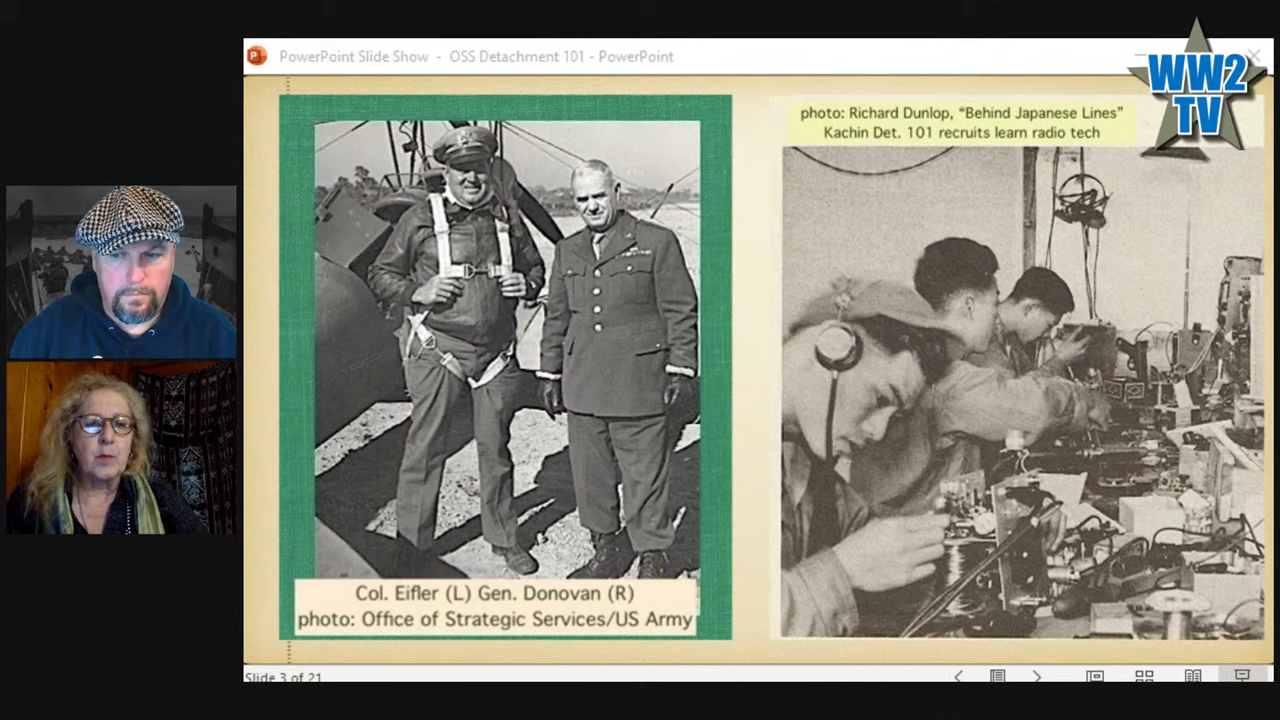 PowerPoint Slide Show - OSS Detachment 101 - PowerPoint
WW2
TV
photo: Richard Dunlop, “Behind Japanese Lines”
Kachin Det. 101 recruits learn radio tech
Col. Eifler (L) Gen. Donovan (R)
photo: Office of Strategic Services/US Army
Slide 3 of 21